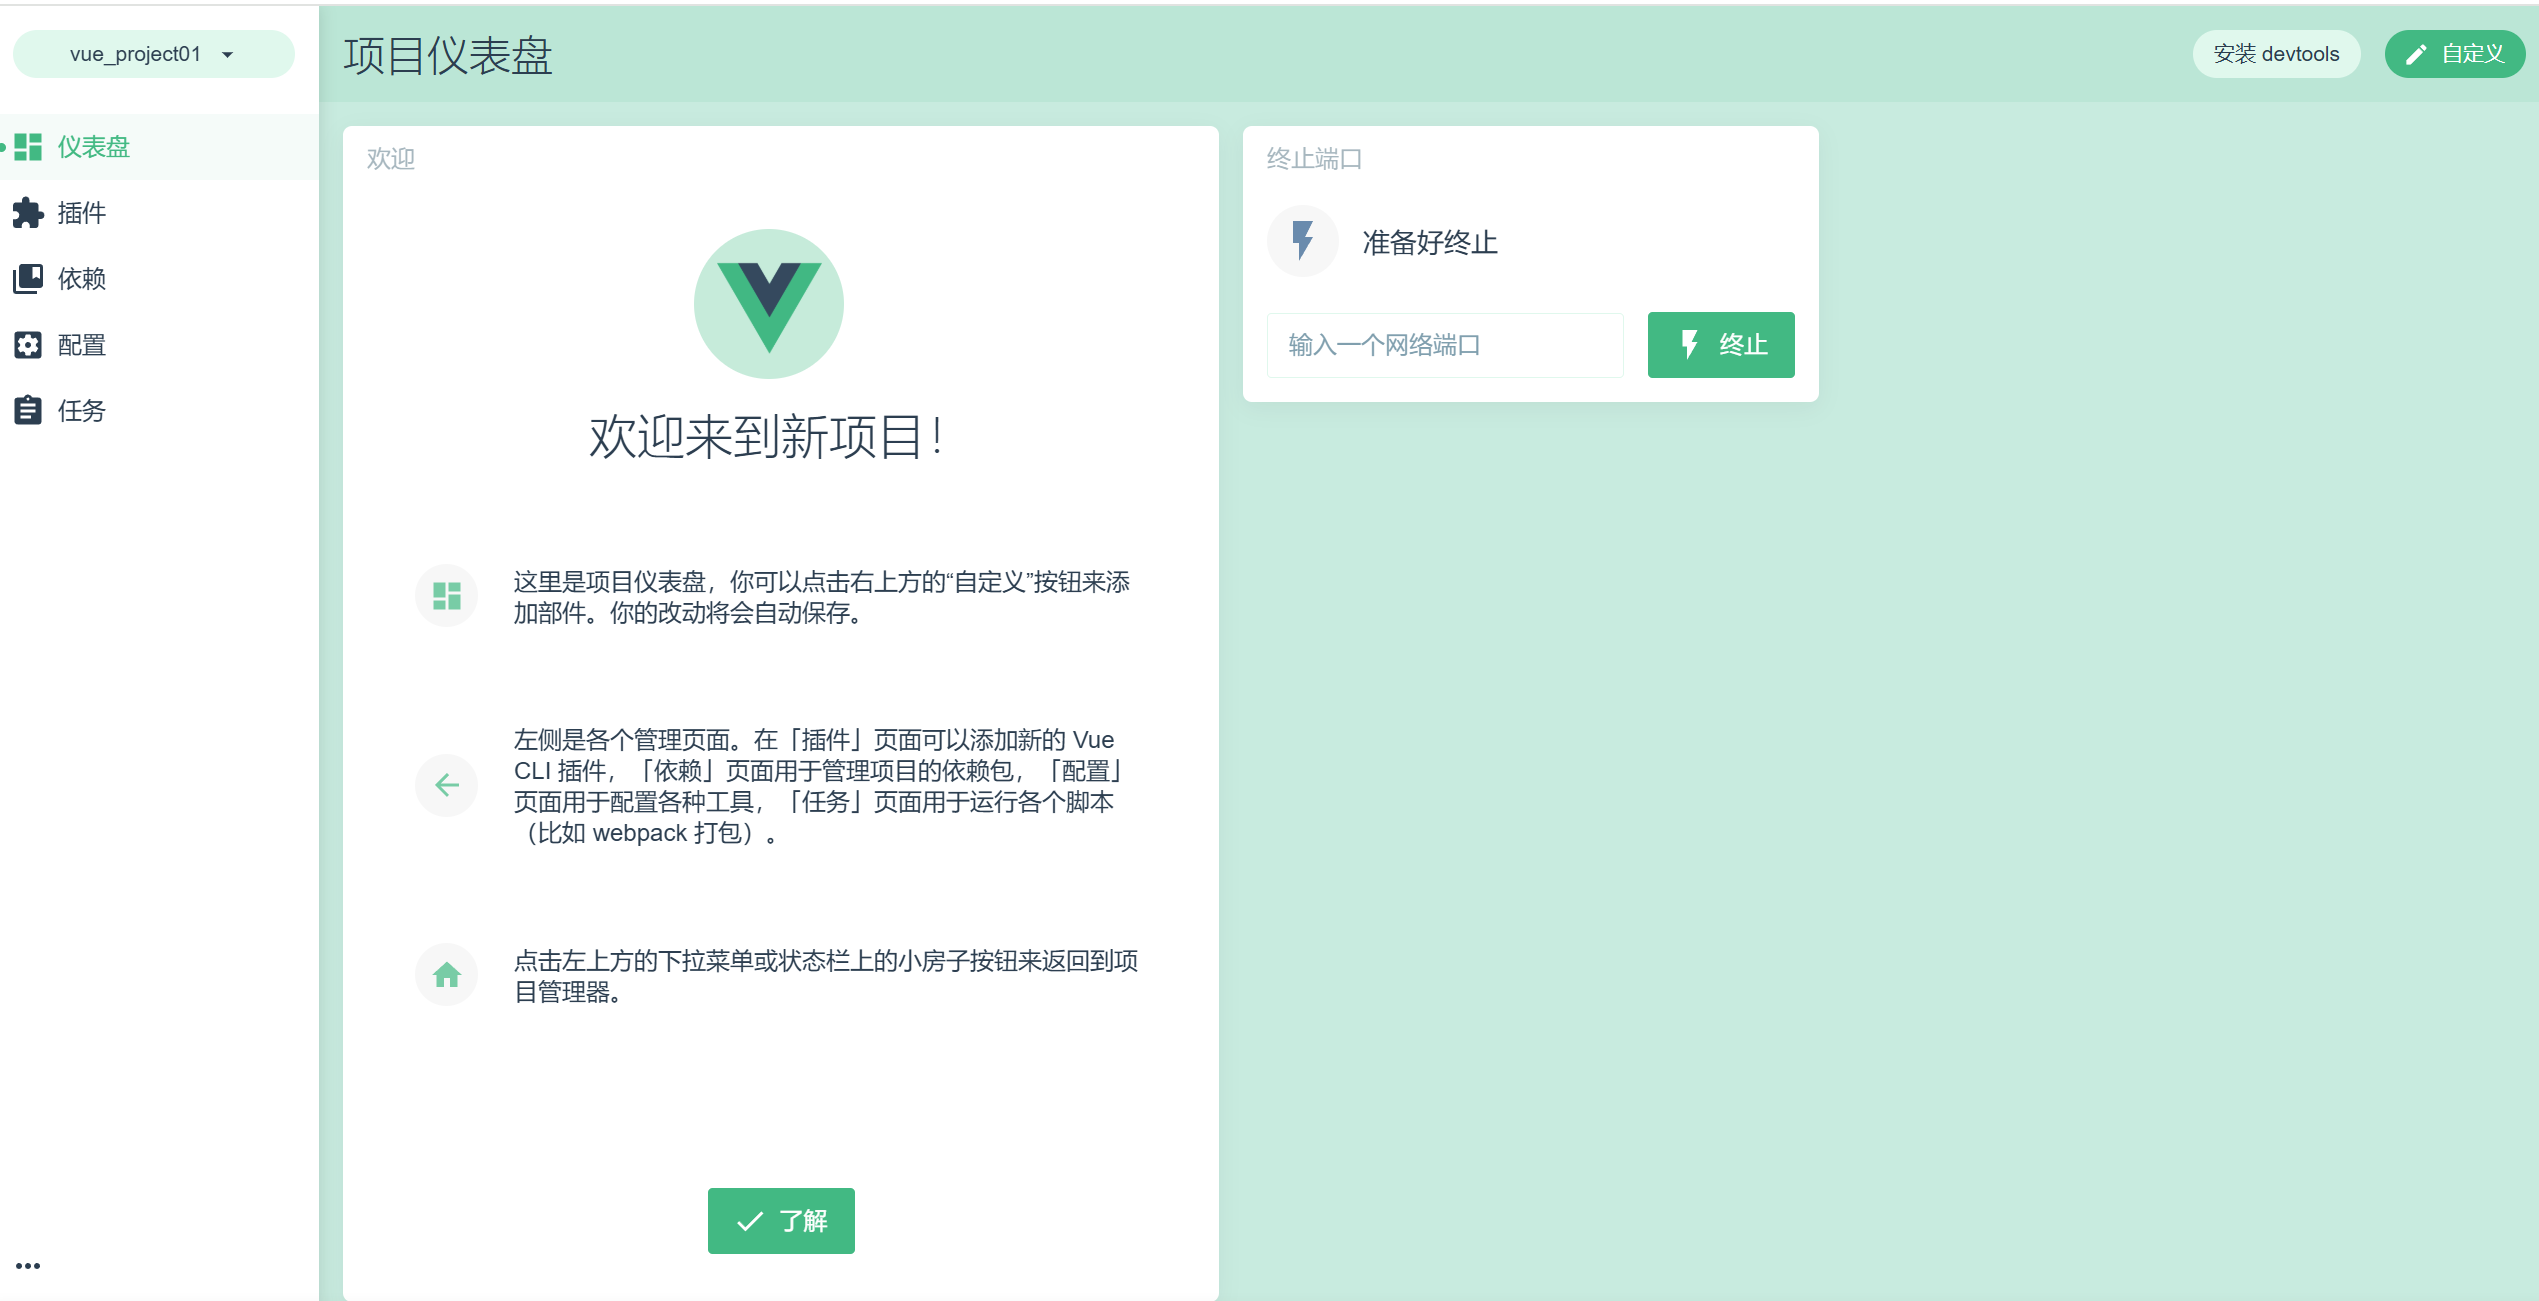 vue_project01
仪表盘
插件
依赖
配置
任务
项目仪表盘
安装 devtools
自定义
欢迎
欢迎来到新项目！
这里是项目仪表盘，你可以点击右上方的“自定义”按钮来添
加部件。你的改动将会自动保存。
左侧是各个管理页面。在「插件」页面可以添加新的 Vue
CLI 插件，「依赖」页面用于管理项目的依赖包，「配置」
页面用于配置各种工具，「任务」页面用于运行各个脚本
（比如 webpack 打包）。
点击左上方的下拉菜单或状态栏上的小房子按钮来返回到项
目管理器。
了解
终止端口
准备好终止
输入一个网络端口
终止